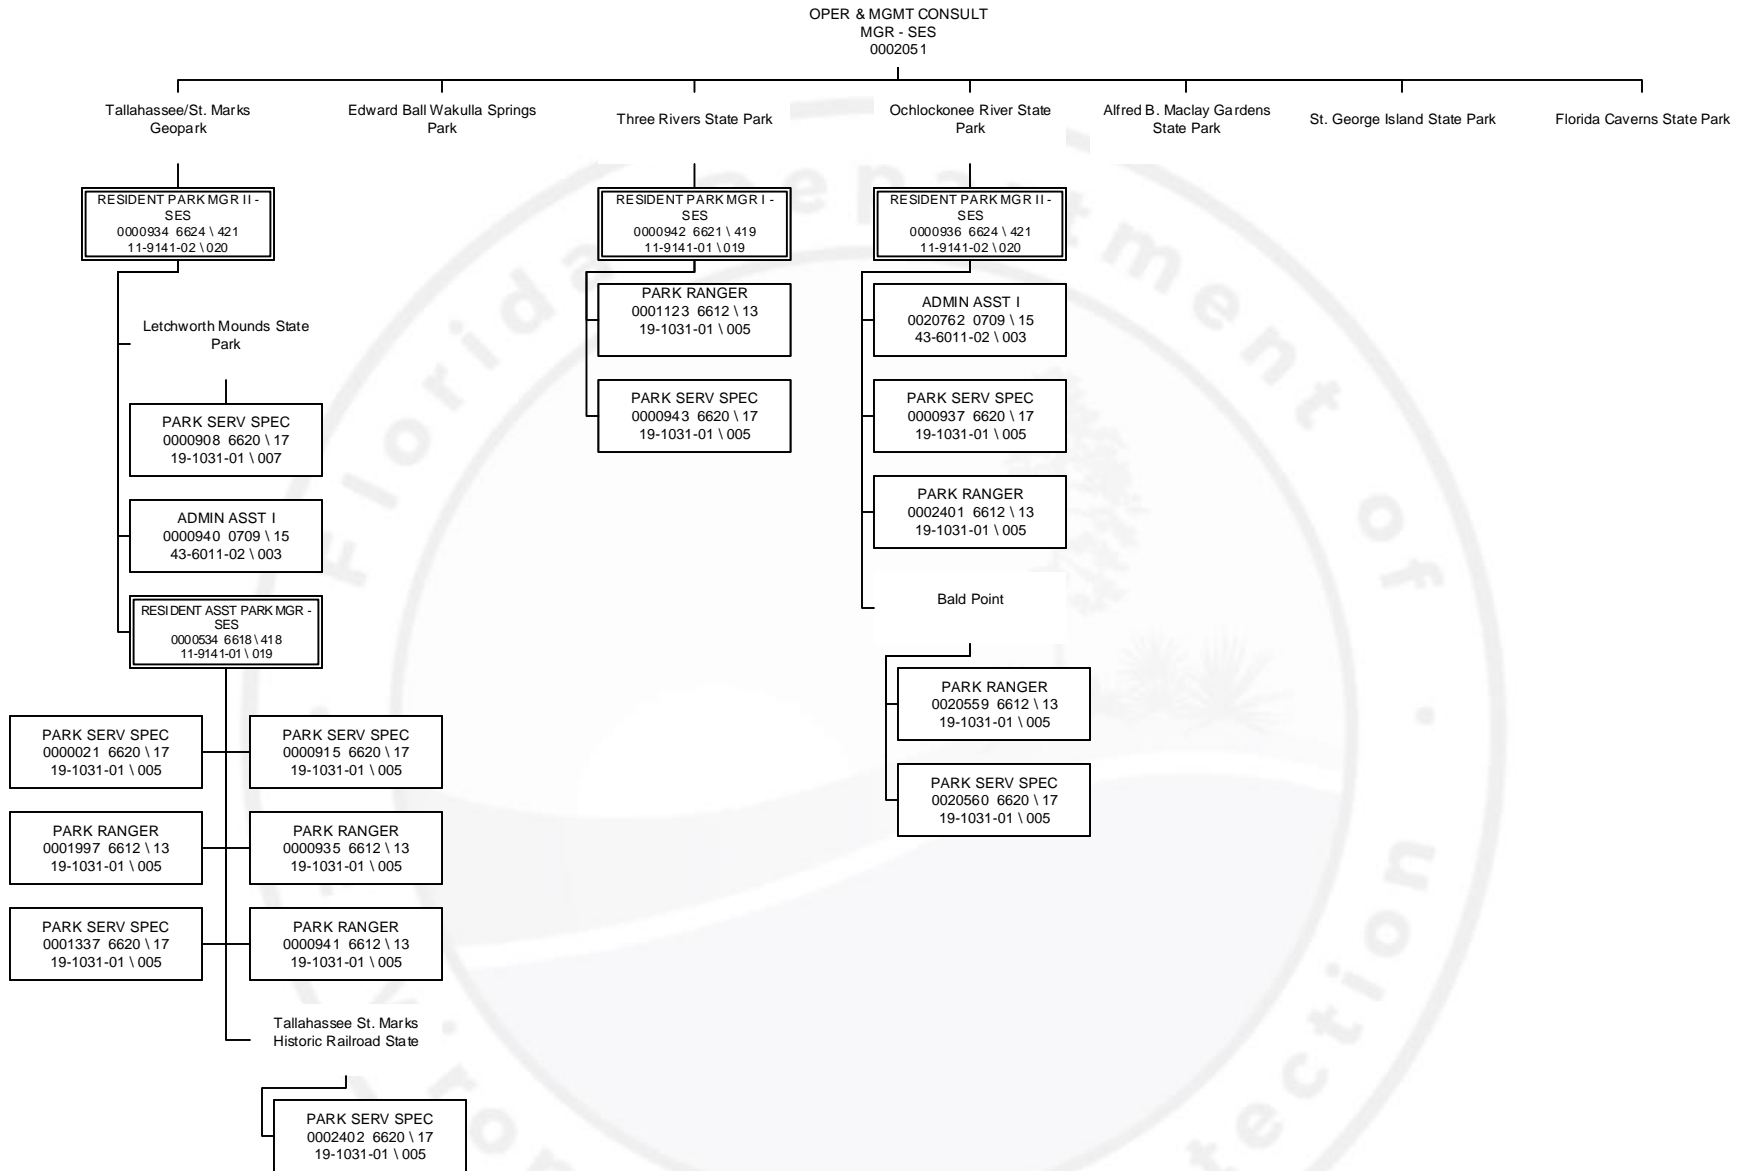 OPER & MGMT CONSULT
MGR - SES
0002051
Tallahassee/St. Marks
Geopark
Edward Ball Wakulla Springs
Park
Three Rivers State Park
Ochlockonee River State
Park
Alfred B. Maclay Gardens
State Park
St. George Island State Park
Florida Caverns State Park
RESIDENT PARK MGR II -
SES
0000934 6624 \ 421
11-9141-02 \ 020
Letchworth Mounds State
Park
PARK SERV SPEC
0000908 6620 \ 17
19-1031-01 \ 007
ADMIN ASST I
0000940 0709 \ 15
43-6011-02 \ 003
RESIDENT ASST PARK MGR -
SES
0000534 6618 \ 418
11-9141-01 \ 019
PARK SERV SPEC
0000021 6620 \ 17
19-1031-01 \ 005
PARK SERV SPEC
0000915 6620 \ 17
19-1031-01 \ 005
PARK RANGER
0001997 6612 \ 13
19-1031-01 \ 005
PARK RANGER
0000935 6612 \ 13
19-1031-01 \ 005
PARK SERV SPEC
0001337 6620 \ 17
19-1031-01 \ 005
PARK RANGER
0000941 6612 \ 13
19-1031-01 \ 005
Tallahassee St. Marks
Historic Railroad State
PARK SERV SPEC
0002402 6620 \ 17
19-1031-01 \ 005
RESIDENT PARK MGR I -
SES
0000942 6621 \ 419
11-9141-01 \ 019
PARK RANGER
0001123 6612 \ 13
19-1031-01 \ 005
PARK SERV SPEC
0000943 6620 \ 17
19-1031-01 \ 005
RESIDENT PARK MGR II -
SES
0000936 6624 \ 421
11-9141-02 \ 020
ADMIN ASST I
0020762 0709 \ 15
43-6011-02 \ 003
PARK SERV SPEC
0000937 6620 \ 17
19-1031-01 \ 005
PARK RANGER
0002401 6612 \ 13
19-1031-01 \ 005
Bald Point
PARK RANGER
0020559 6612 \ 13
19-1031-01 \ 005
PARK SERV SPEC
0020560 6620 \ 17
19-1031-01 \ 005
Florida
of